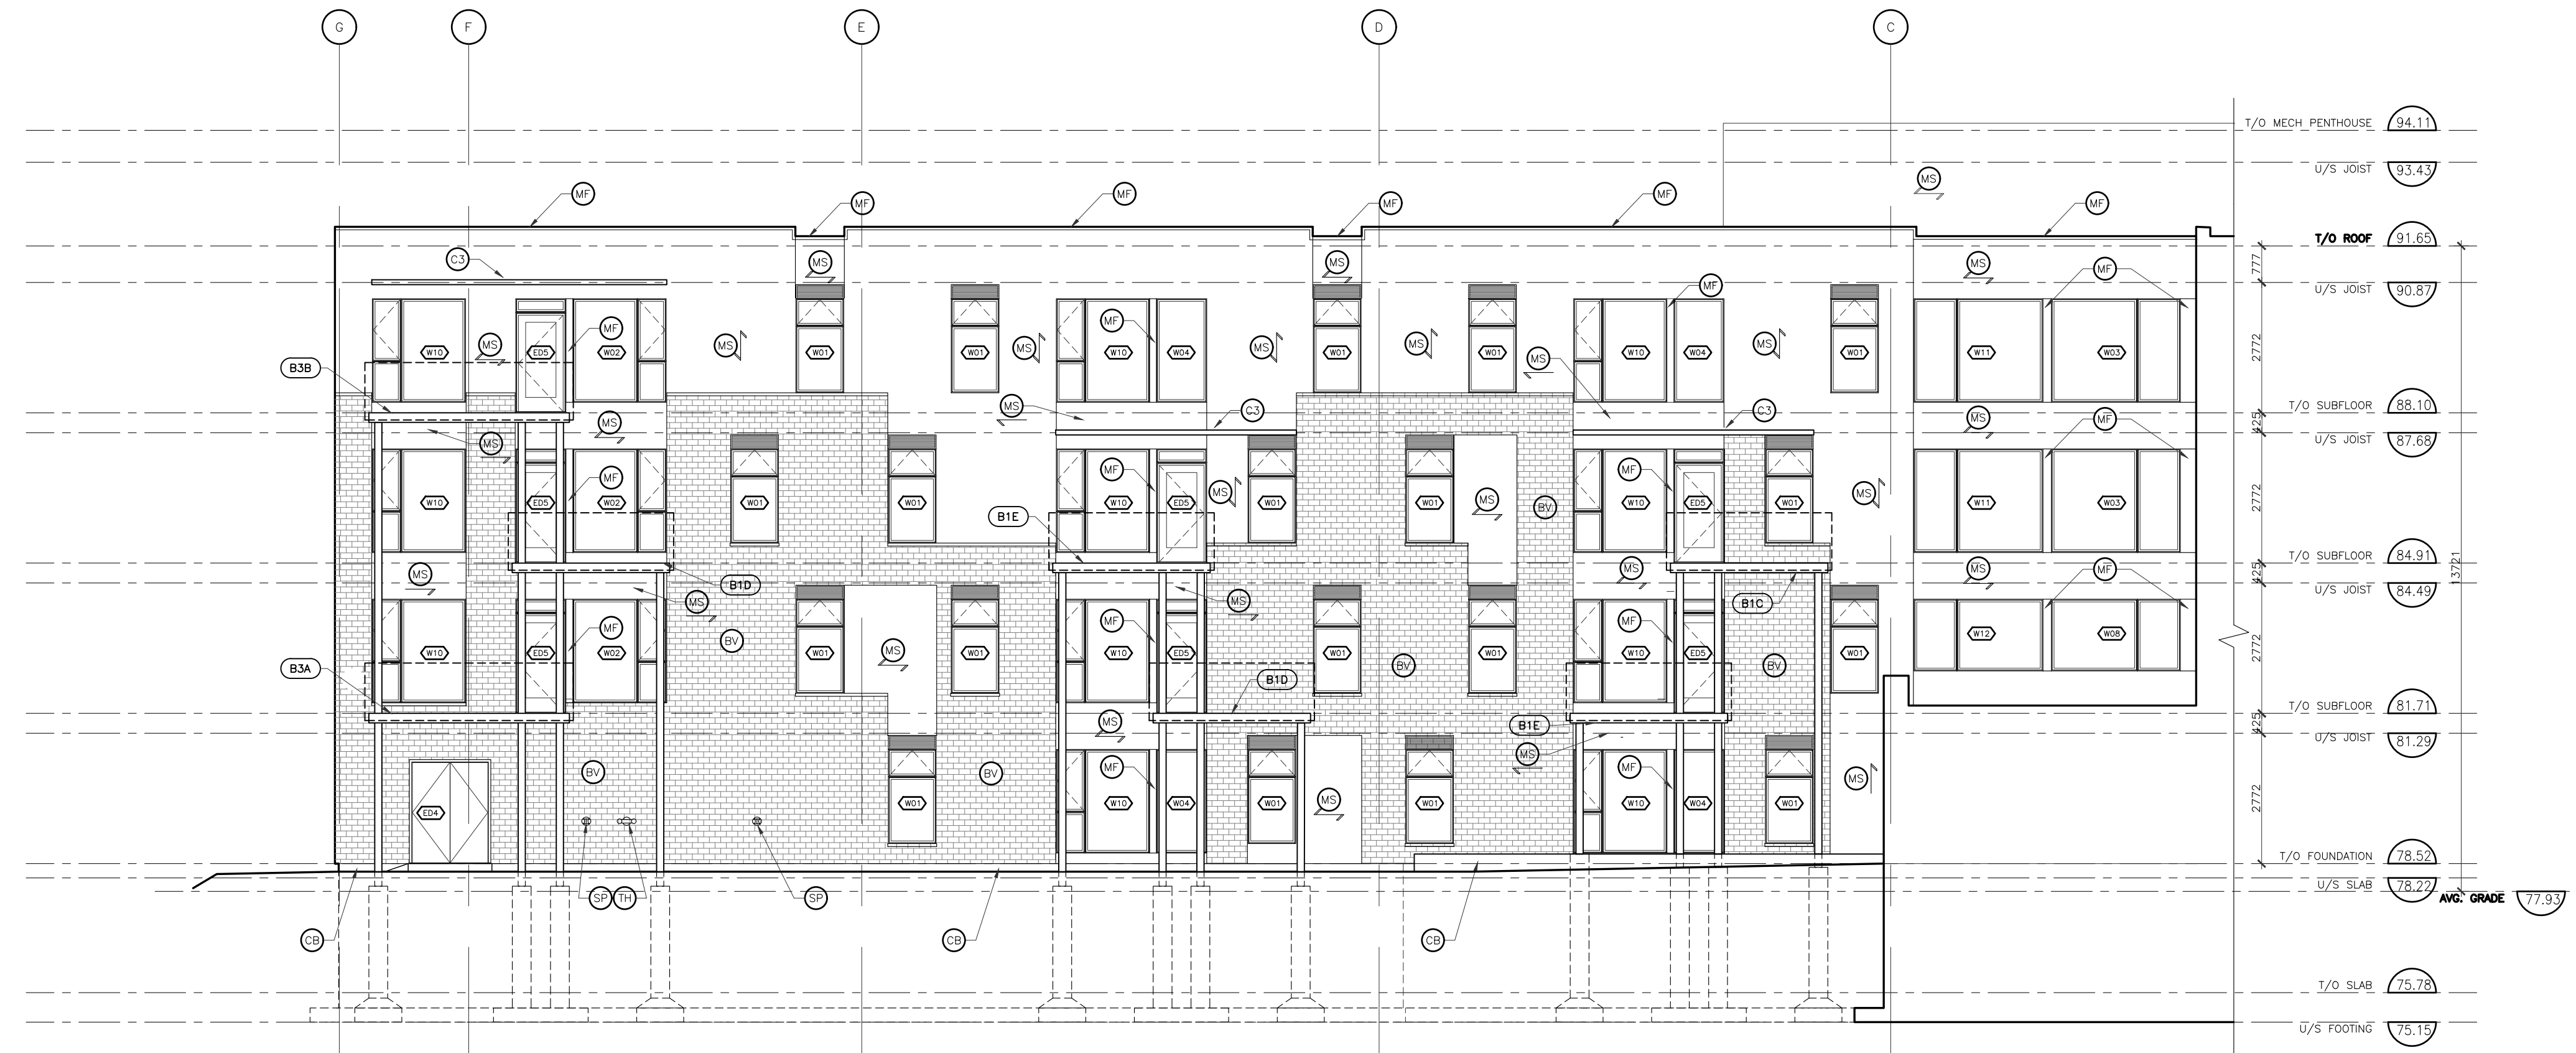 G F E D C
T/O MECH PENTHOUSE 94.11
U/S JOIST 93.43
MS
MF MF MF MF MF MF
T/O ROOF 91.65
C3 MS MS MS MF
777
MF
U/S JOIST 90.87
MF MF
MS MS MS MS MS MS MS
W10 ED5 W02 W01 W01 W10 W04 W01 W01 W10 W04 W01 W11 W03
2772
B3B
MS C3 C3
T/O SUBFLOOR 88.10
MS MS MF
425
MS
U/S JOIST 87.68
MF MF MF
MS MS MS
W10 ED5 W02 W01 W01 W10 ED5 W01 W01 W10 ED5 W01 W11 W03
2772
BV
B1E
T/O SUBFLOOR 84.91
MS MS MS MF
425
13721
B1D
U/S JOIST 84.49
MS MS B1C
MF MF MF
W12 W08
BV
MS
W10 ED5 W02 W01 W01 W10 ED5 W01 W01 W10 ED5 W01
2772
B3A BV BV
B1D
T/O SUBFLOOR 81.71
MS B1E
425
U/S JOIST 81.29
MS
BV BV MF MF MS
ED4 W01 W10 W04 W01 W01 W10 W04 W01
MS
2772
T/O FOUNDATION 78.52
U/S SLAB 78.22
SP TH SP
AVG. GRADE 77.93
CB CB CB
T/O SLAB 75.78
U/S FOOTING 75.15